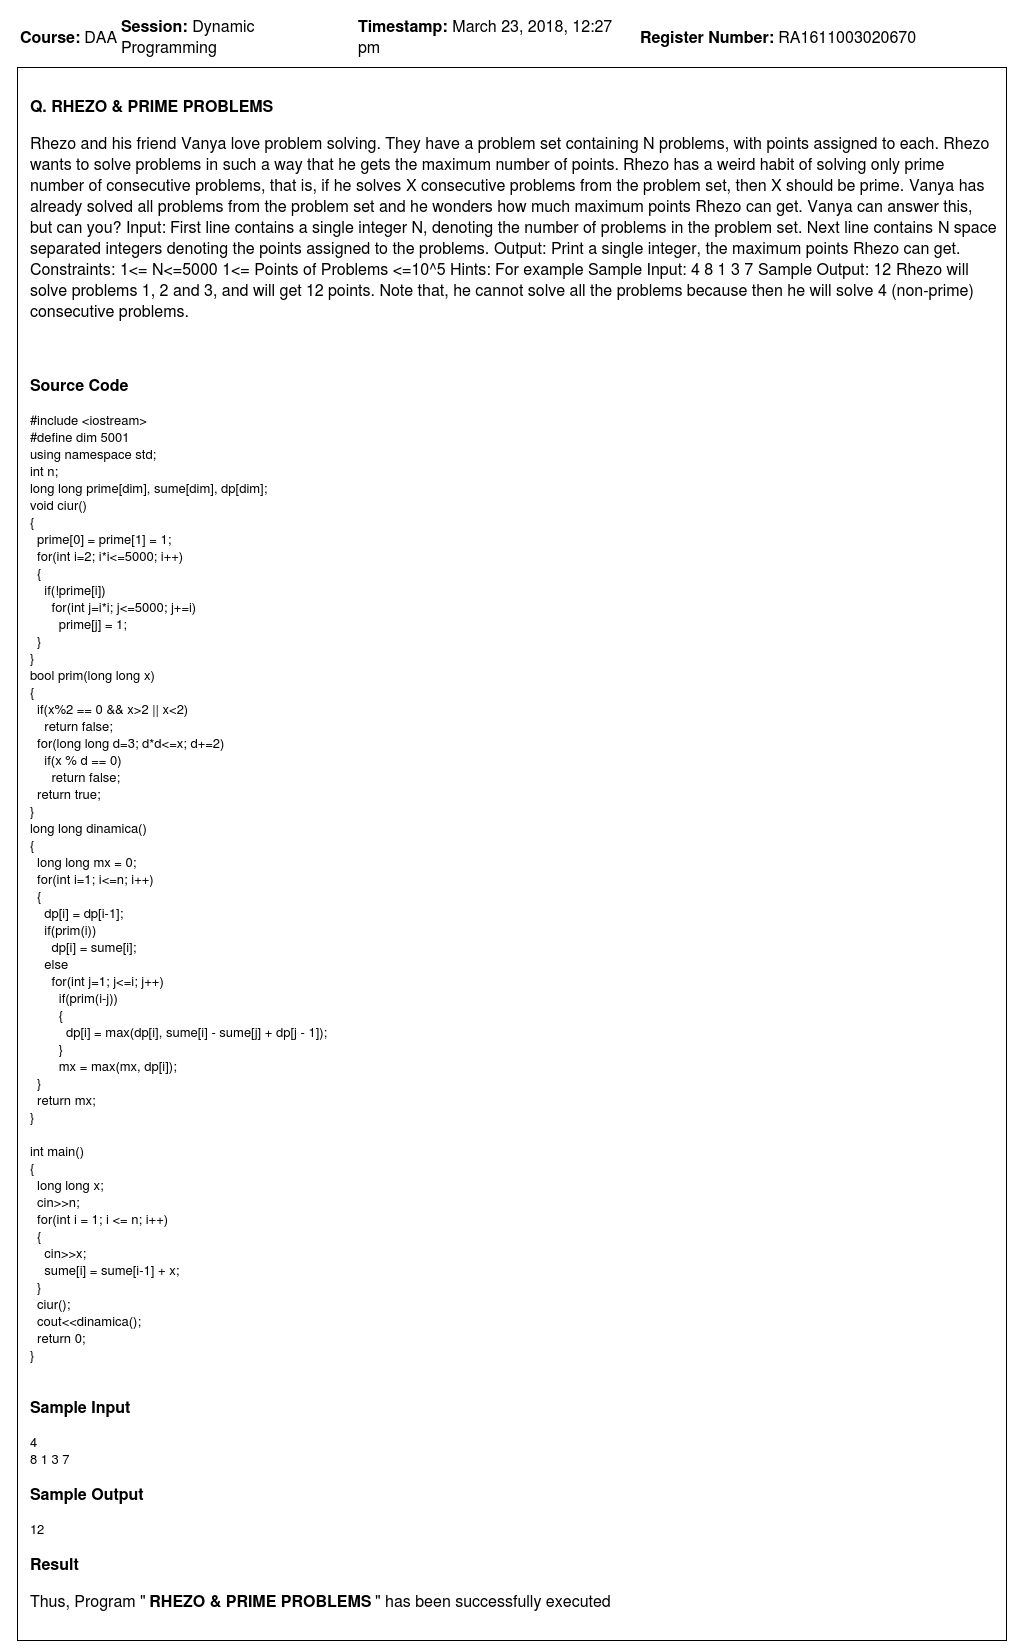 Course: DAA Session: Dynamic Programming Timestamp: March 23, 2018, 12:27 pm Register Number: RA1611003020670
Q. RHEZO & PRIME PROBLEMS
Rhezo and his friend Vanya love problem solving. They have a problem set containing N problems, with points assigned to each. Rhezo
wants to solve problems in such a way that he gets the maximum number of points. Rhezo has a weird habit of solving only prime
number of consecutive problems, that is, if he solves X consecutive problems from the problem set, then X should be prime. Vanya has
already solved all problems from the problem set and he wonders how much maximum points Rhezo can get. Vanya can answer this,
but can you? Input: First line contains a single integer N, denoting the number of problems in the problem set. Next line contains N space
separated integers denoting the points assigned to the problems. Output: Print a single integer, the maximum points Rhezo can get.
Constraints: 1<= N<=5000 1<= Points of Problems <=10^5 Hints: For example Sample Input: 4 8 1 3 7 Sample Output: 12 Rhezo will
solve problems 1, 2 and 3, and will get 12 points. Note that, he cannot solve all the problems because then he will solve 4 (non-prime)
consecutive problems.
Source Code
#include <iostream>
#define dim 5001
using namespace std;
int n;
long long prime[dim], sume[dim], dp[dim];
void ciur()
{
prime[0] = prime[1] = 1;
for(int i=2; i*i<=5000; i++)
{
if(!prime[i])
for(int j=i*i; j<=5000; j+=i)
prime[j] = 1;
}
}
bool prim(long long x)
{
if(x%2 == 0 && x>2 || x<2)
return false;
for(long long d=3; d*d<=x; d+=2)
if(x % d == 0)
return false;
return true;
}
long long dinamica()
{
long long mx = 0;
for(int i=1; i<=n; i++)
{
dp[i] = dp[i-1];
if(prim(i))
dp[i] = sume[i];
else
for(int j=1; j<=i; j++)
if(prim(i-j))
{
dp[i] = max(dp[i], sume[i] - sume[j] + dp[j - 1]);
}
mx = max(mx, dp[i]);
}
return mx;
}
int main()
{
long long x;
cin>>n;
for(int i = 1; i <= n; i++)
{
cin>>x;
sume[i] = sume[i-1] + x;
}
ciur();
cout<<dinamica();
return 0;
}
Sample Input
4
8 1 3 7
Sample Output
12
Result
Thus, Program " RHEZO & PRIME PROBLEMS " has been successfully executed